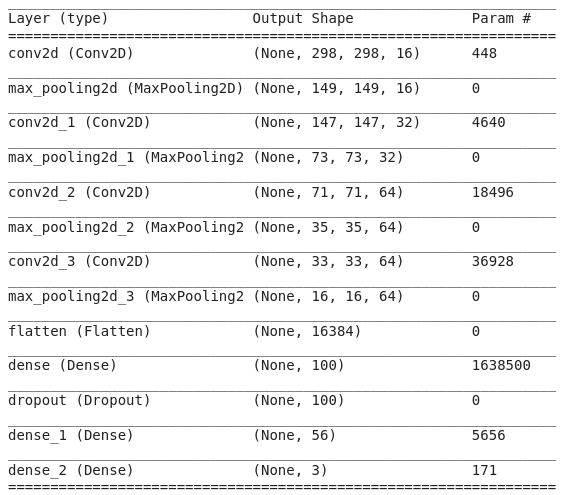 _________________________________________________________________
Layer (type)                 Output Shape              Param #
=================================================================
conv2d (Conv2D)              (None, 298, 298, 16)      448
_________________________________________________________________
max_pooling2d (MaxPooling2D) (None, 149, 149, 16)      0
_________________________________________________________________
conv2d_1 (Conv2D)            (None, 147, 147, 32)      4640
_________________________________________________________________
max_pooling2d_1 (MaxPooling2 (None, 73, 73, 32)        0
_________________________________________________________________
conv2d_2 (Conv2D)            (None, 71, 71, 64)        18496
_________________________________________________________________
max_pooling2d_2 (MaxPooling2 (None, 35, 35, 64)        0
_________________________________________________________________
conv2d_3 (Conv2D)            (None, 33, 33, 64)        36928
_________________________________________________________________
max_pooling2d_3 (MaxPooling2 (None, 16, 16, 64)        0
_________________________________________________________________
flatten (Flatten)            (None, 16384)             0
_________________________________________________________________
dense (Dense)                (None, 100)               1638500
_________________________________________________________________
dropout (Dropout)            (None, 100)               0
_________________________________________________________________
dense_1 (Dense)              (None, 56)                5656
_________________________________________________________________
dense_2 (Dense)              (None, 3)                 171
=================================================================